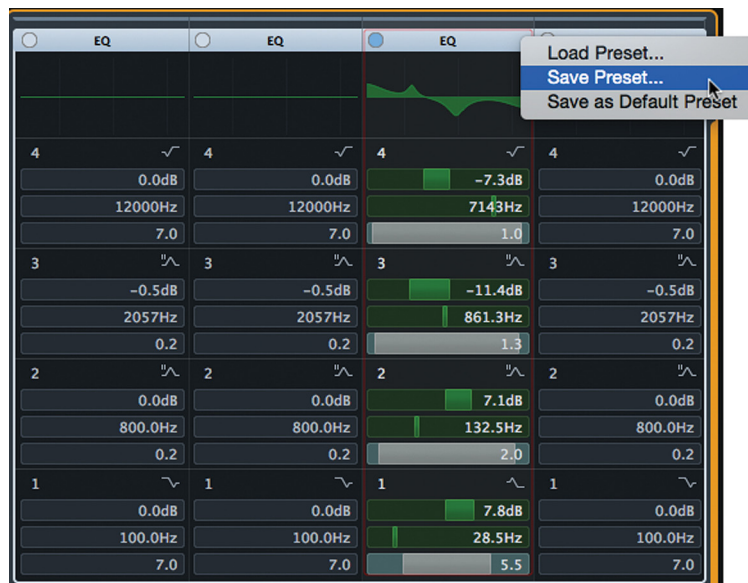 EQ EQ EQ
Load Preset...
Save Preset...
Save as Default Preset
4 4 4 4
0.0dB 0.0dB -7.3dB 0.0dB
12000Hz 12000Hz 7143Hz 12000Hz
7.0 7.0 1.0 7.0
3 3 3 3
-0.5dB -0.5dB -11.4dB -0.5dB
2057Hz 2057Hz 861.3Hz 2057Hz
0.2 0.2 1.3 0.2
2 2 2 2
0.0dB 0.0dB 7.1dB 0.0dB
800.0Hz 800.0Hz 132.5Hz 800.0Hz
0.2 0.2 2.0 0.2
1 1 1 1
0.0dB 0.0dB 7.8dB 0.0dB
100.0Hz 100.0Hz 28.5Hz 100.0Hz
7.0 7.0 5.5 7.0